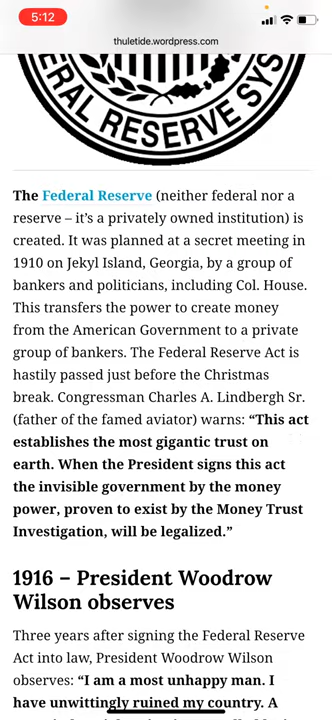 5:12
thuletide.wordpress.com
ERAL RESERVE SYS
The Federal Reserve (neither federal nor a
reserve – it’s a privately owned institution) is
created. It was planned at a secret meeting in
1910 on Jekyl Island, Georgia, by a group of
bankers and politicians, including Col. House.
This transfers the power to create money
from the American Government to a private
group of bankers. The Federal Reserve Act is
hastily passed just before the Christmas
break. Congressman Charles A. Lindbergh Sr.
(father of the famed aviator) warns: “This act
establishes the most gigantic trust on
earth. When the President signs this act
the invisible government by the money
power, proven to exist by the Money Trust
Investigation, will be legalized.”
1916 – President Woodrow
Wilson observes
Three years after signing the Federal Reserve
Act into law, President Woodrow Wilson
observes: “I am a most unhappy man. I
have unwittingly ruined my country. A